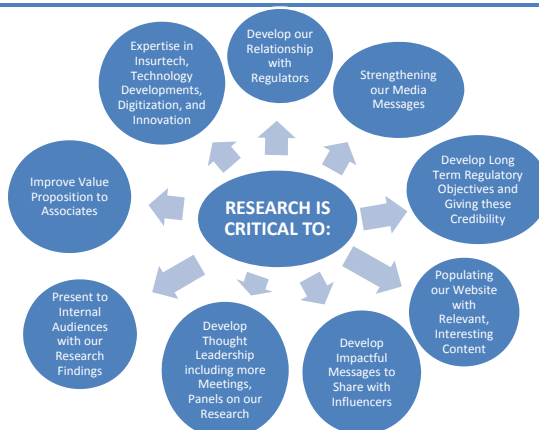 RESEARCH IS
CRITICAL TO:
Develop our
Relationship
with
Regulators
Strengthening
our Media
Messages
Develop Long
Term Regulatory
Objectives and
Giving these
Credibility
Populating
our Website
with
Relevant,
Interesting
Content
Develop
Impactful
Messages to
Share with
Influencers
Develop
Thought
Leadership
including more
Meetings,
Panels on our
Research
Present to
Internal
Audiences
with our
Research
Findings
Improve Value
Proposition to
Associates
Expertise in
Insurtech,
Technology
Developments,
Digitization, and
Innovation